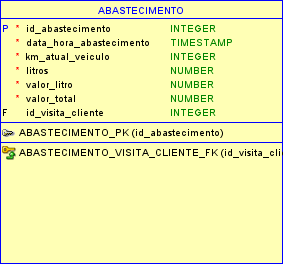 ABASTECIMENTO
P * id_abastecimento INTEGER
* data_hora_abastecimento TIMESTAMP
* km_atual_veiculo INTEGER
* litros NUMBER
* valor_litro NUMBER
* valor_total NUMBER
F id_visita_cliente INTEGER
ABASTECIMENTO_PK (id_abastecimento)
ABASTECIMENTO_VISITA_CLIENTE_FK (id_visita_cli